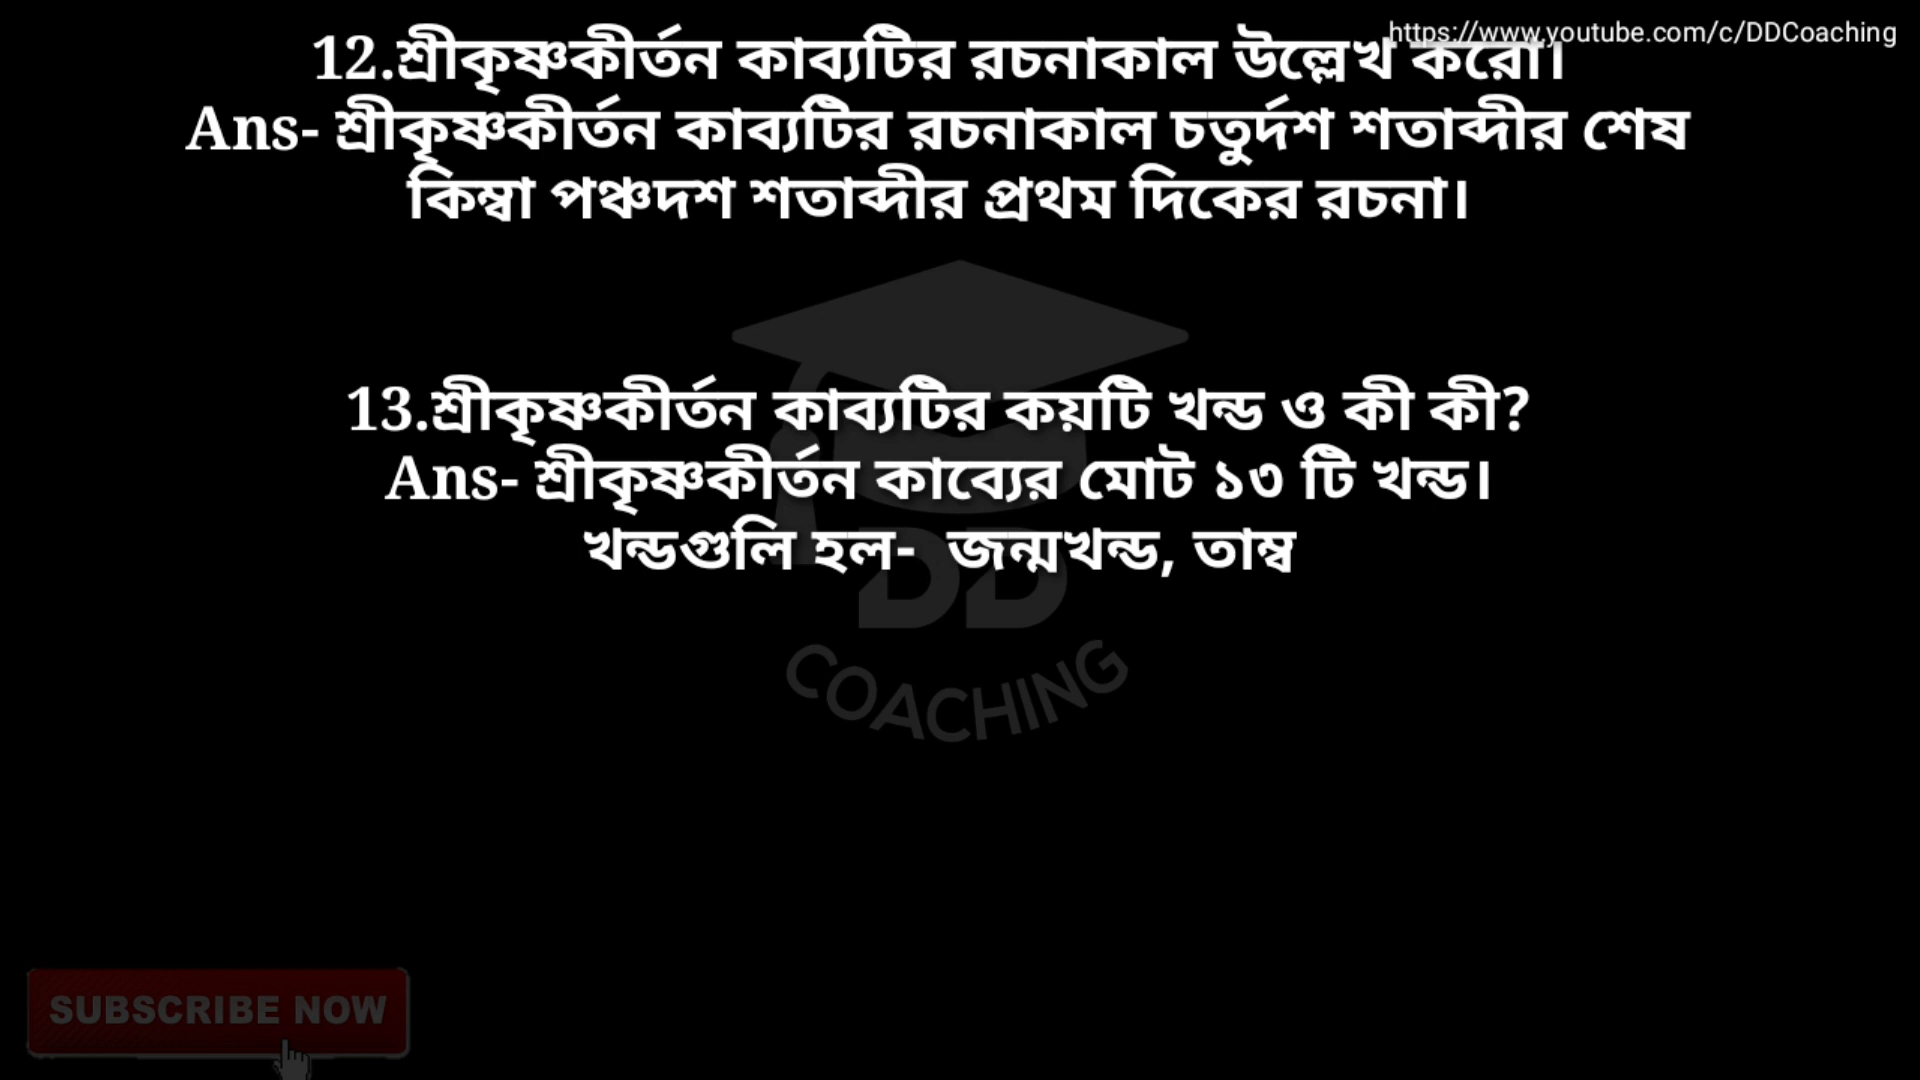 https://www.youtube.com/c/DDCoaching
12.শ্রীকৃষ্ণকীর্তন কাব্যটির রচনাকাল উল্লেখ করো।
Ans- শ্রীকৃষ্ণকীর্তন কাব্যটির রচনাকাল চতুর্দশ শতাব্দীর শেষ
কিম্বা পঞ্চদশ শতাব্দীর প্রথম দিকের রচনা।
13.শ্রীকৃষ্ণকীর্তন কাব্যটির কয়টি খন্ড ও কী কী?
Ans- শ্রীকৃষ্ণকীর্তন কাব্যের মোট ১৩ টি খন্ড।
খন্ডগুলি হল- জন্মখন্ড, তাম্ব
DD
COACHING
SUBSCRIBE NOW